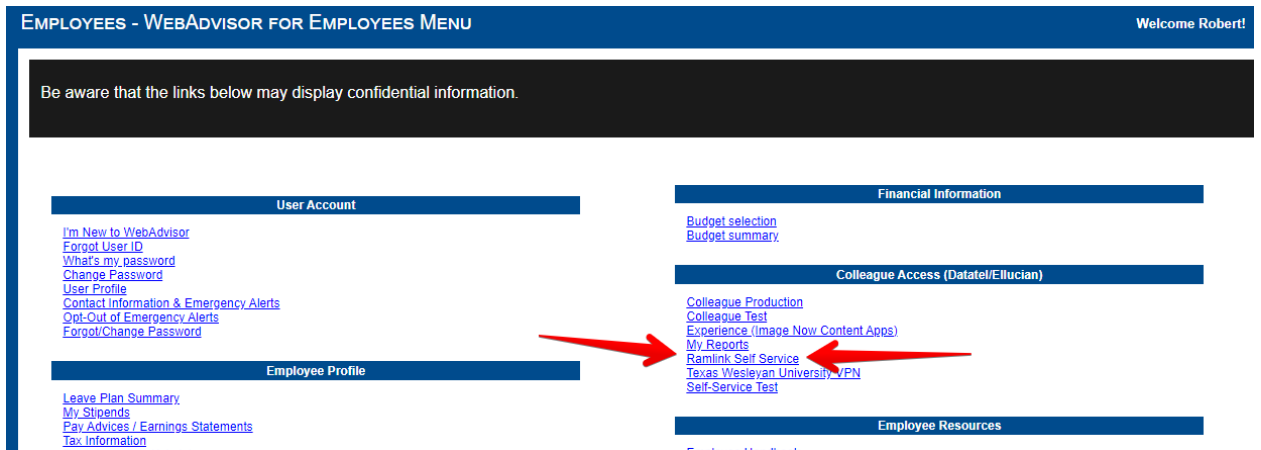 EMPLOYEES - WEBADVISOR FOR EMPLOYEES MENU
Welcome Robert!
Be aware that the links below may display confidential information.
User Account
I'm New to WebAdvisor
Forgot User ID
What's my password
Change Password
User Profile
Contact Information & Emergency Alerts
Opt-Out of Emergency Alerts
Forgot/Change Password
Employee Profile
Leave Plan Summary
My Stipends
Pay Advices / Earnings Statements
Tax Information
Financial Information
Budget selection
Budget summary
Colleague Access (Datatel/Ellucian)
Colleague Production
Colleague Test
Experience (Image Now Content Apps)
My Reports
Ramlink Self Service
Texas Wesleyan University VPN
Self-Service Test
Employee Resources